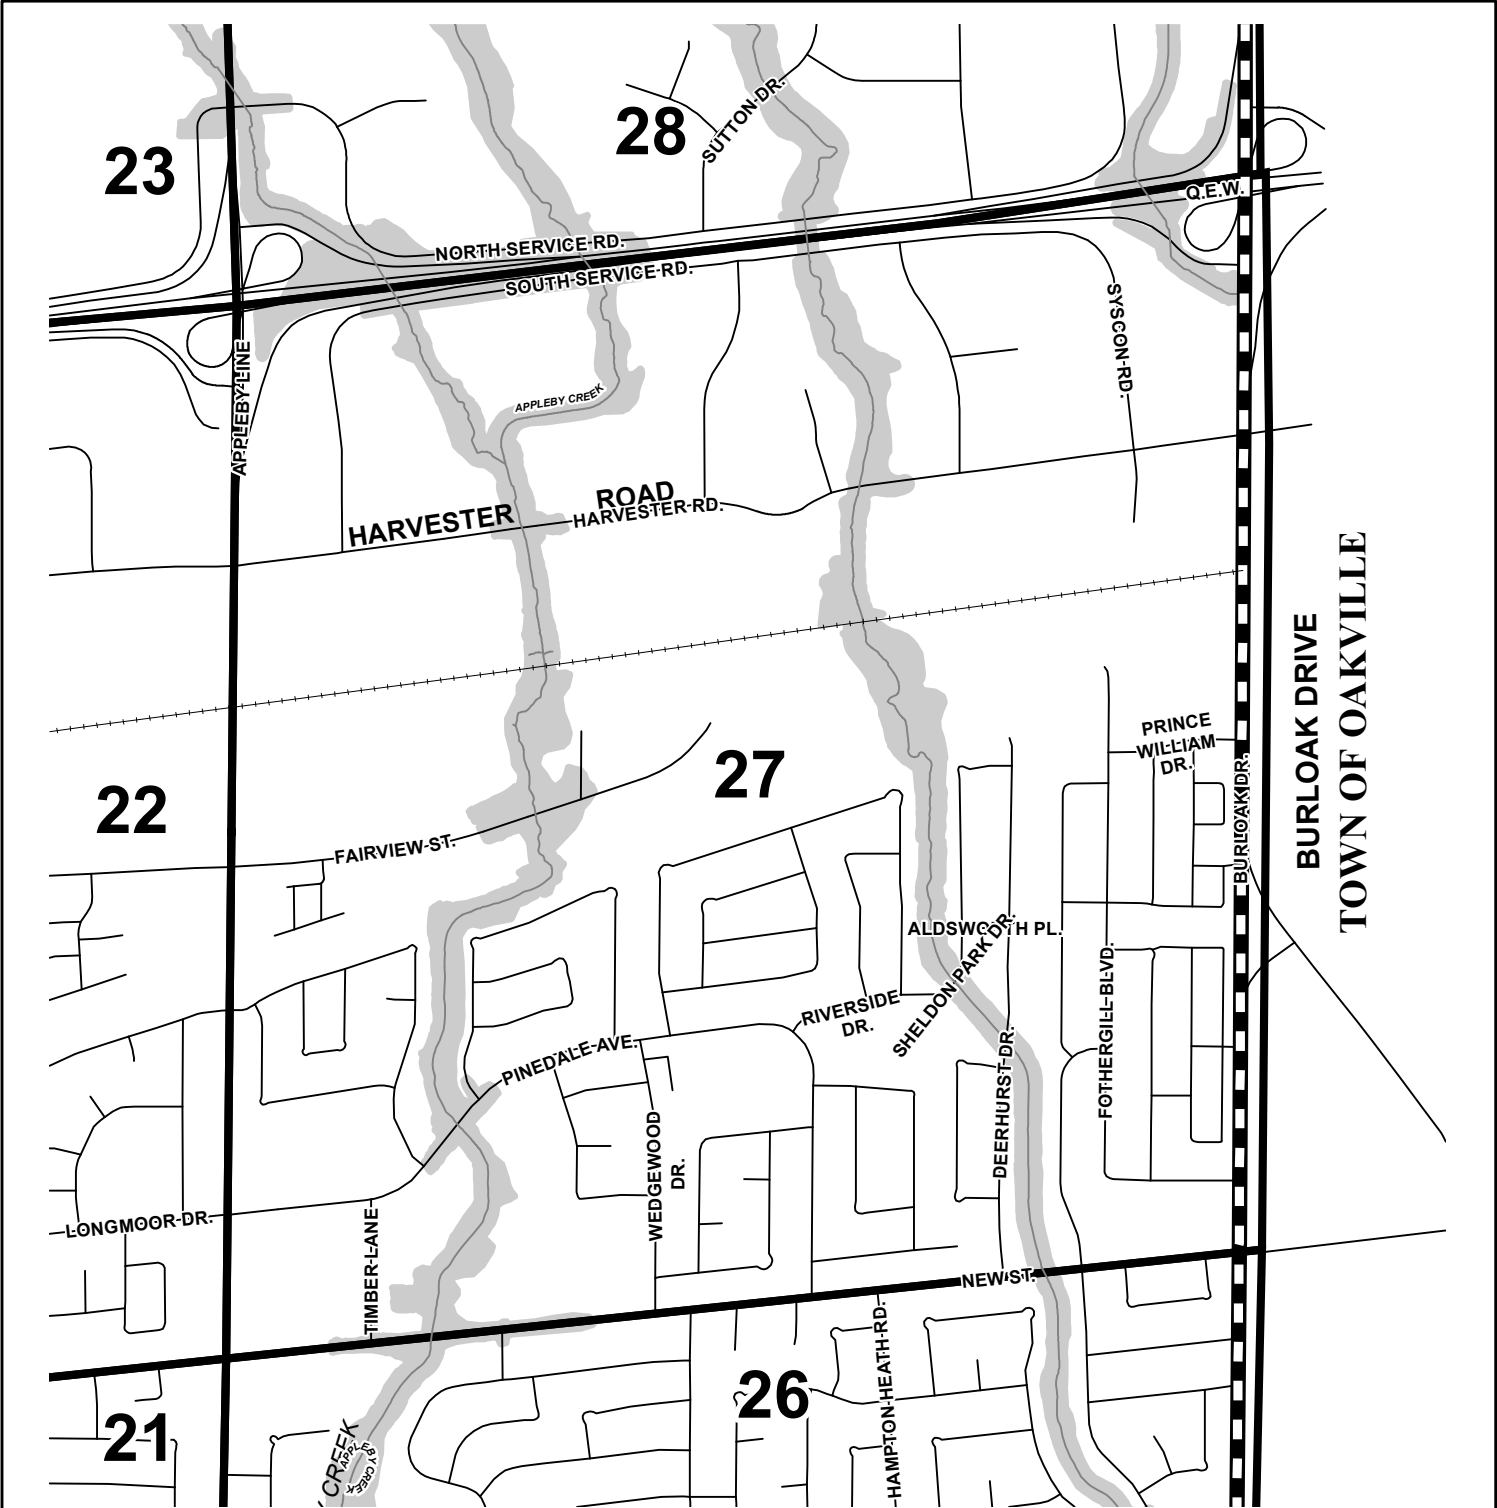 28
SUTTON DR.
23
Q.E.W.
NORTH SERVICE RD.
SOUTH SERVICE RD.
SYSCON RD.
APPLEBY LINE
APPLEBY CREEK
HARVESTER ROAD
HARVESTER RD.
BURLOAK DRIVE
TOWN OF OAKVILLE
PRINCE
WILLIAM
DR.
27
22
BURLOAK DR.
FAIRVIEW ST.
ALDSWORTH PL.
SHELDON PARK DR.
RIVERSIDE
DR.
FOTHERGILL BLVD.
PINEDALE AVE.
DEERHURST DR.
WEDGEWOOD
DR.
LONGMOOR DR.
TIMBER LANE
NEW ST.
HAMPTON HEATH RD.
26
21
CREEK
APPLEBY CREEK